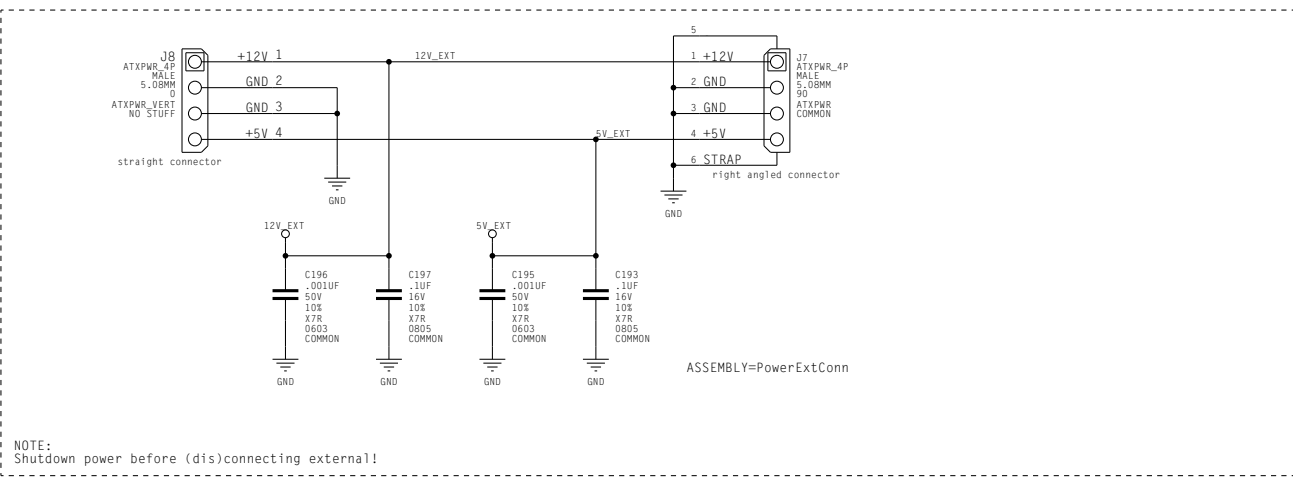 J8
ATXPWR_4P
MALE
5.08MM
0
ATXPWR_VERT
NO STUFF
+12V 1
GND 2
GND 3
+5V 4
straight connector
12V_EXT
5V_EXT
GND
5
1 +12V
2 GND
3 GND
4 +5V
6 STRAP
J7
ATXPWR_4P
MALE
5.08MM
90
ATXPWR
COMMON
right angled connector
GND
12V_EXT
C196
.001UF
50V
10%
X7R
0603
COMMON
GND
C197
.1UF
16V
10%
X7R
0805
COMMON
GND
5V_EXT
C195
.001UF
50V
10%
X7R
0603
COMMON
GND
C193
.1UF
16V
10%
X7R
0805
COMMON
GND
ASSEMBLY=PowerExtConn
NOTE:
Shutdown power before (dis)connecting external!